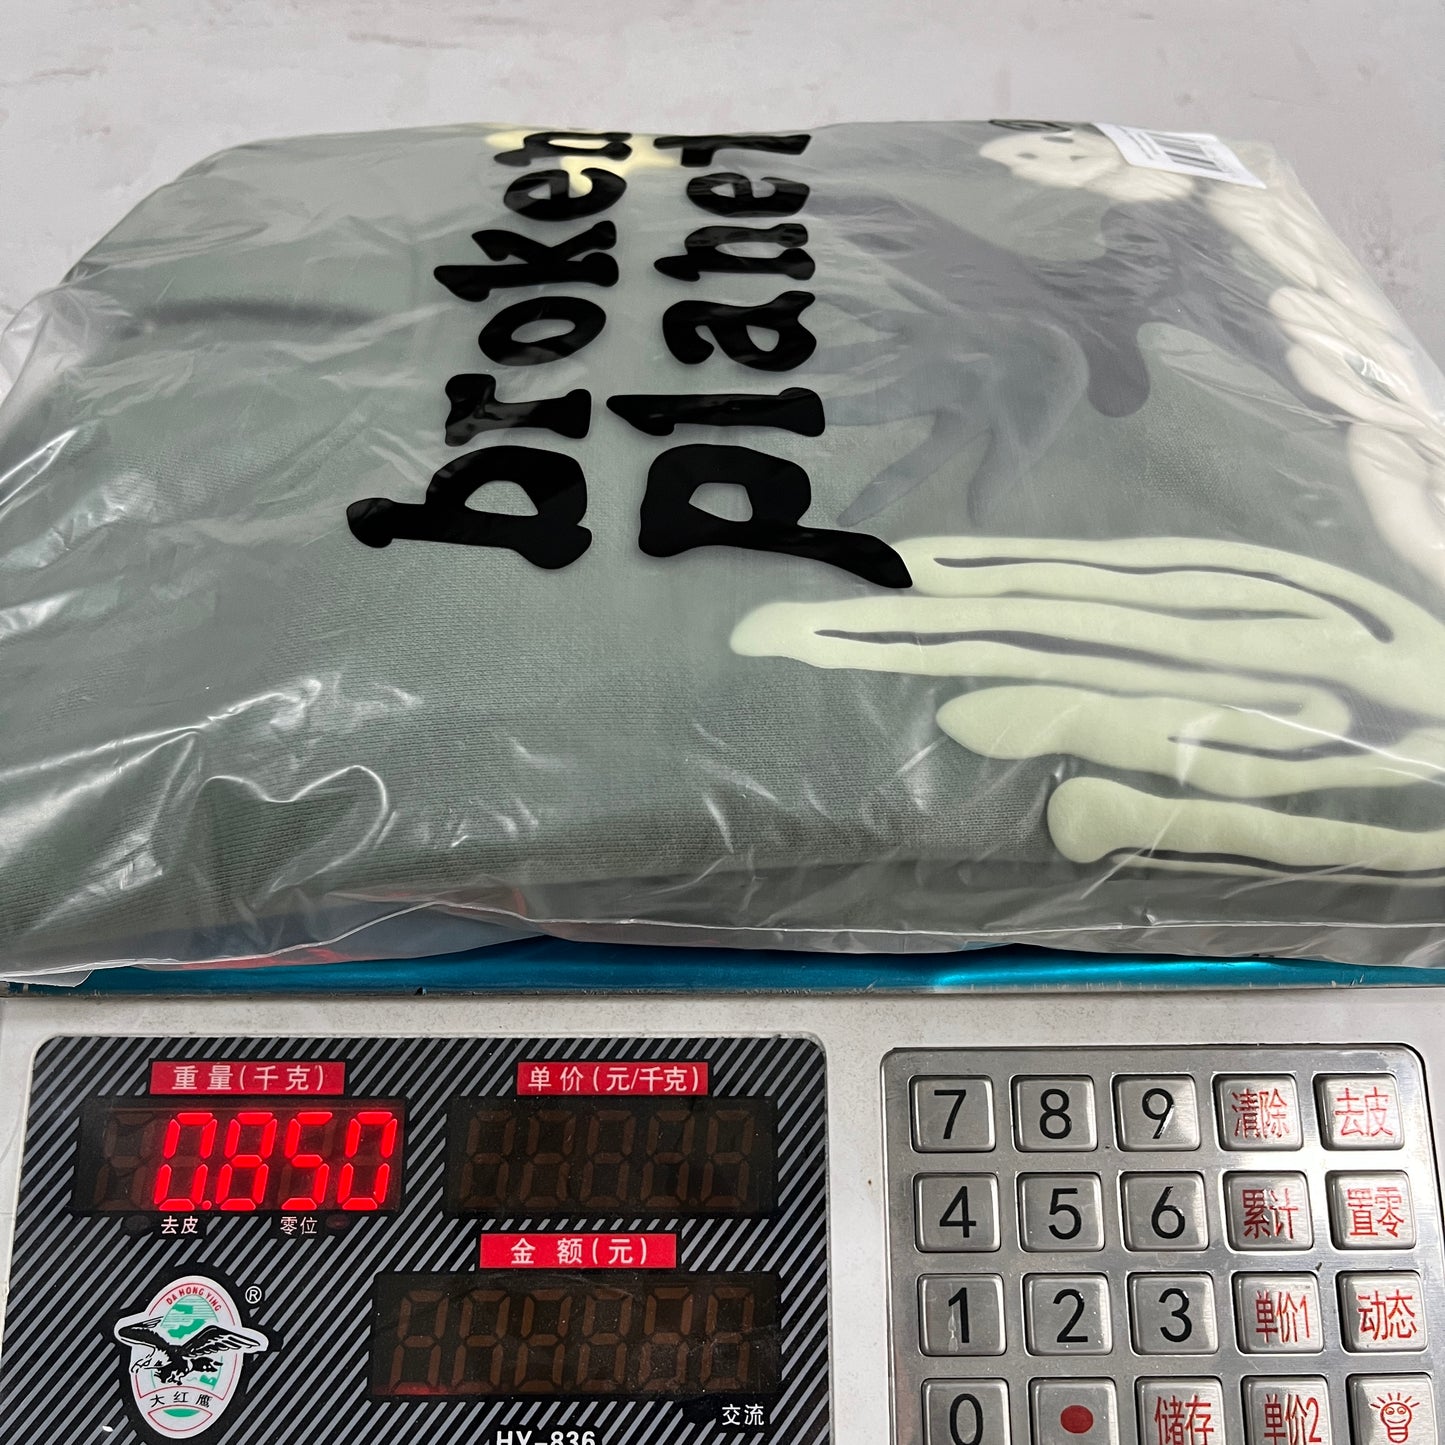 broken
planet
重量(千克)
单价(元/千克)
0.850
去皮
零位
金额(元)
DA HONG YING
®
大红鹰
交流
HY-836
7 8 9 清除 去皮
4 5 6 累计 置零
1 2 3 单价1 动态
0 储存 单价2